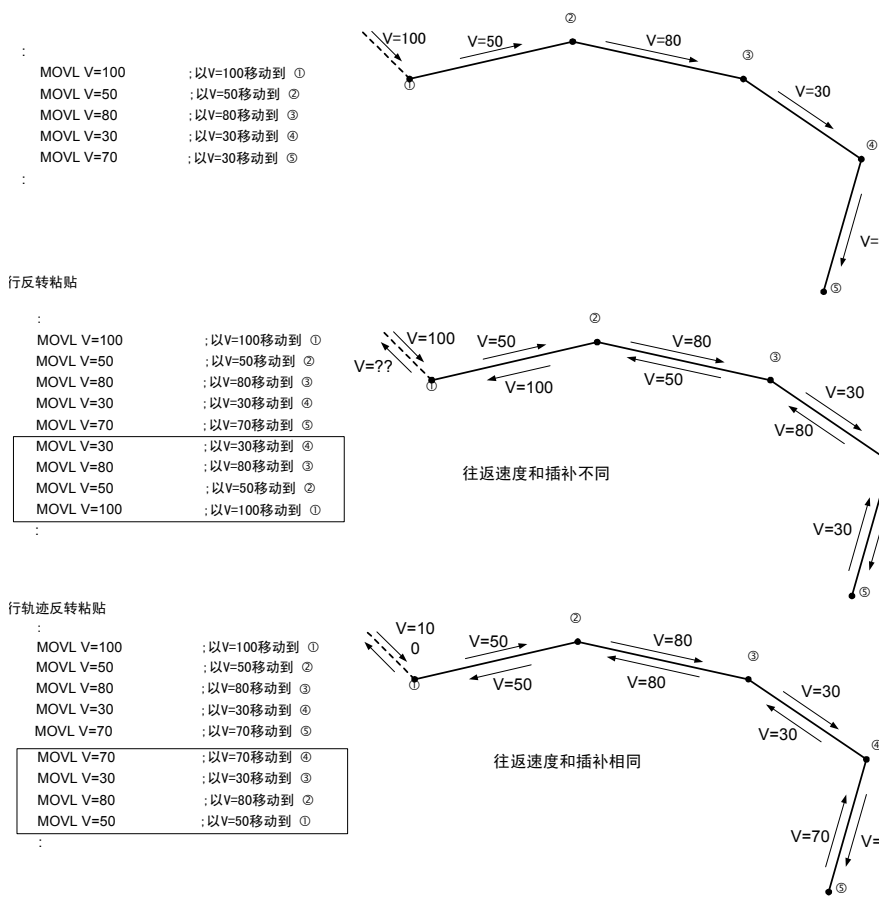 :
MOVL V=100 ;以V=100移动到 ①
MOVL V=50 ;以V=50移动到 ②
MOVL V=80 ;以V=80移动到 ③
MOVL V=30 ;以V=30移动到 ④
MOVL V=70 ;以V=30移动到 ⑤
:
V=100
V=50
②
V=80
③
V=30
①
④
V=
⑤
行反转粘贴
:
MOVL V=100 ;以V=100移动到 ①
MOVL V=50 ;以V=50移动到 ②
MOVL V=80 ;以V=80移动到 ③
MOVL V=30 ;以V=30移动到 ④
MOVL V=70 ;以V=70移动到 ⑤
MOVL V=30 ;以V=30移动到 ④
MOVL V=80 ;以V=80移动到 ③
MOVL V=50 ;以V=50移动到 ②
MOVL V=100 ;以V=100移动到 ①
:
②
V=100
V=50
V=80
V=??
③
①
V=100
V=50
V=30
V=80
往返速度和插补不同
V=30
⑤
行轨迹反转粘贴
:
MOVL V=100 ;以V=100移动到 ①
MOVL V=50 ;以V=50移动到 ②
MOVL V=80 ;以V=80移动到 ③
MOVL V=30 ;以V=30移动到 ④
MOVL V=70 ;以V=70移动到 ⑤
MOVL V=70 ;以V=70移动到 ④
MOVL V=30 ;以V=30移动到 ③
MOVL V=80 ;以V=80移动到 ②
MOVL V=50 ;以V=50移动到 ①
:
②
V=10
0
V=50
V=80
③
①
V=50
V=80
V=30
V=30
④
往返速度和插补相同
V=70
V=
⑤